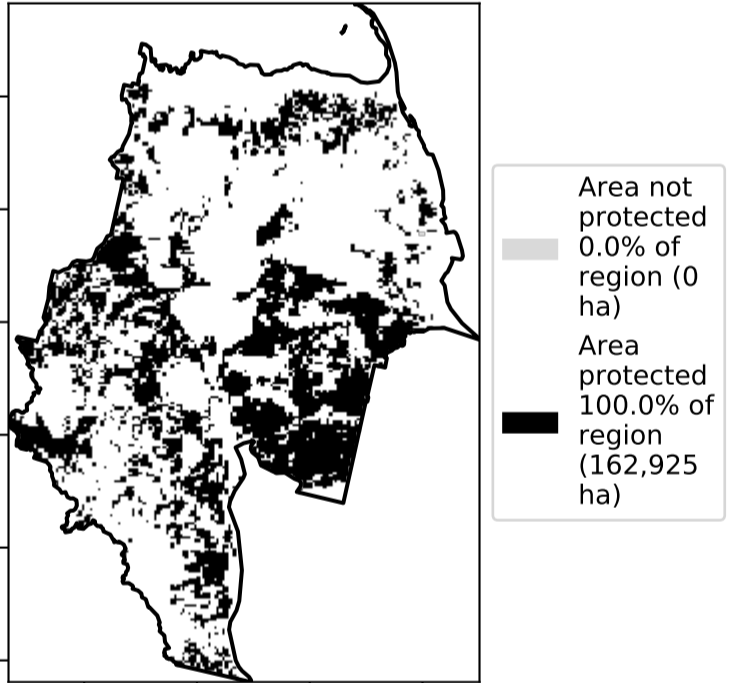 Area not
protected
0.0% of
region (0
ha)
Area
protected
100.0% of
region
(162,925
ha)